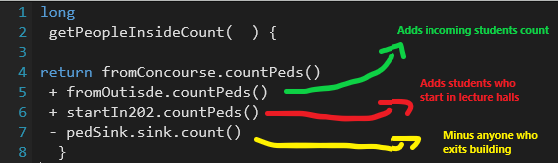 1 long
2 getPeopleInsideCount(  ) {
3
4 return fromConcourse.countPeds()
5 + fromOutisde.countPeds()
6 + startIn202.countPeds()
7 - pedSink.sink.count()
8 }
Adds incoming students count
Adds students who
start in lecture halls
Minus anyone who
exits building